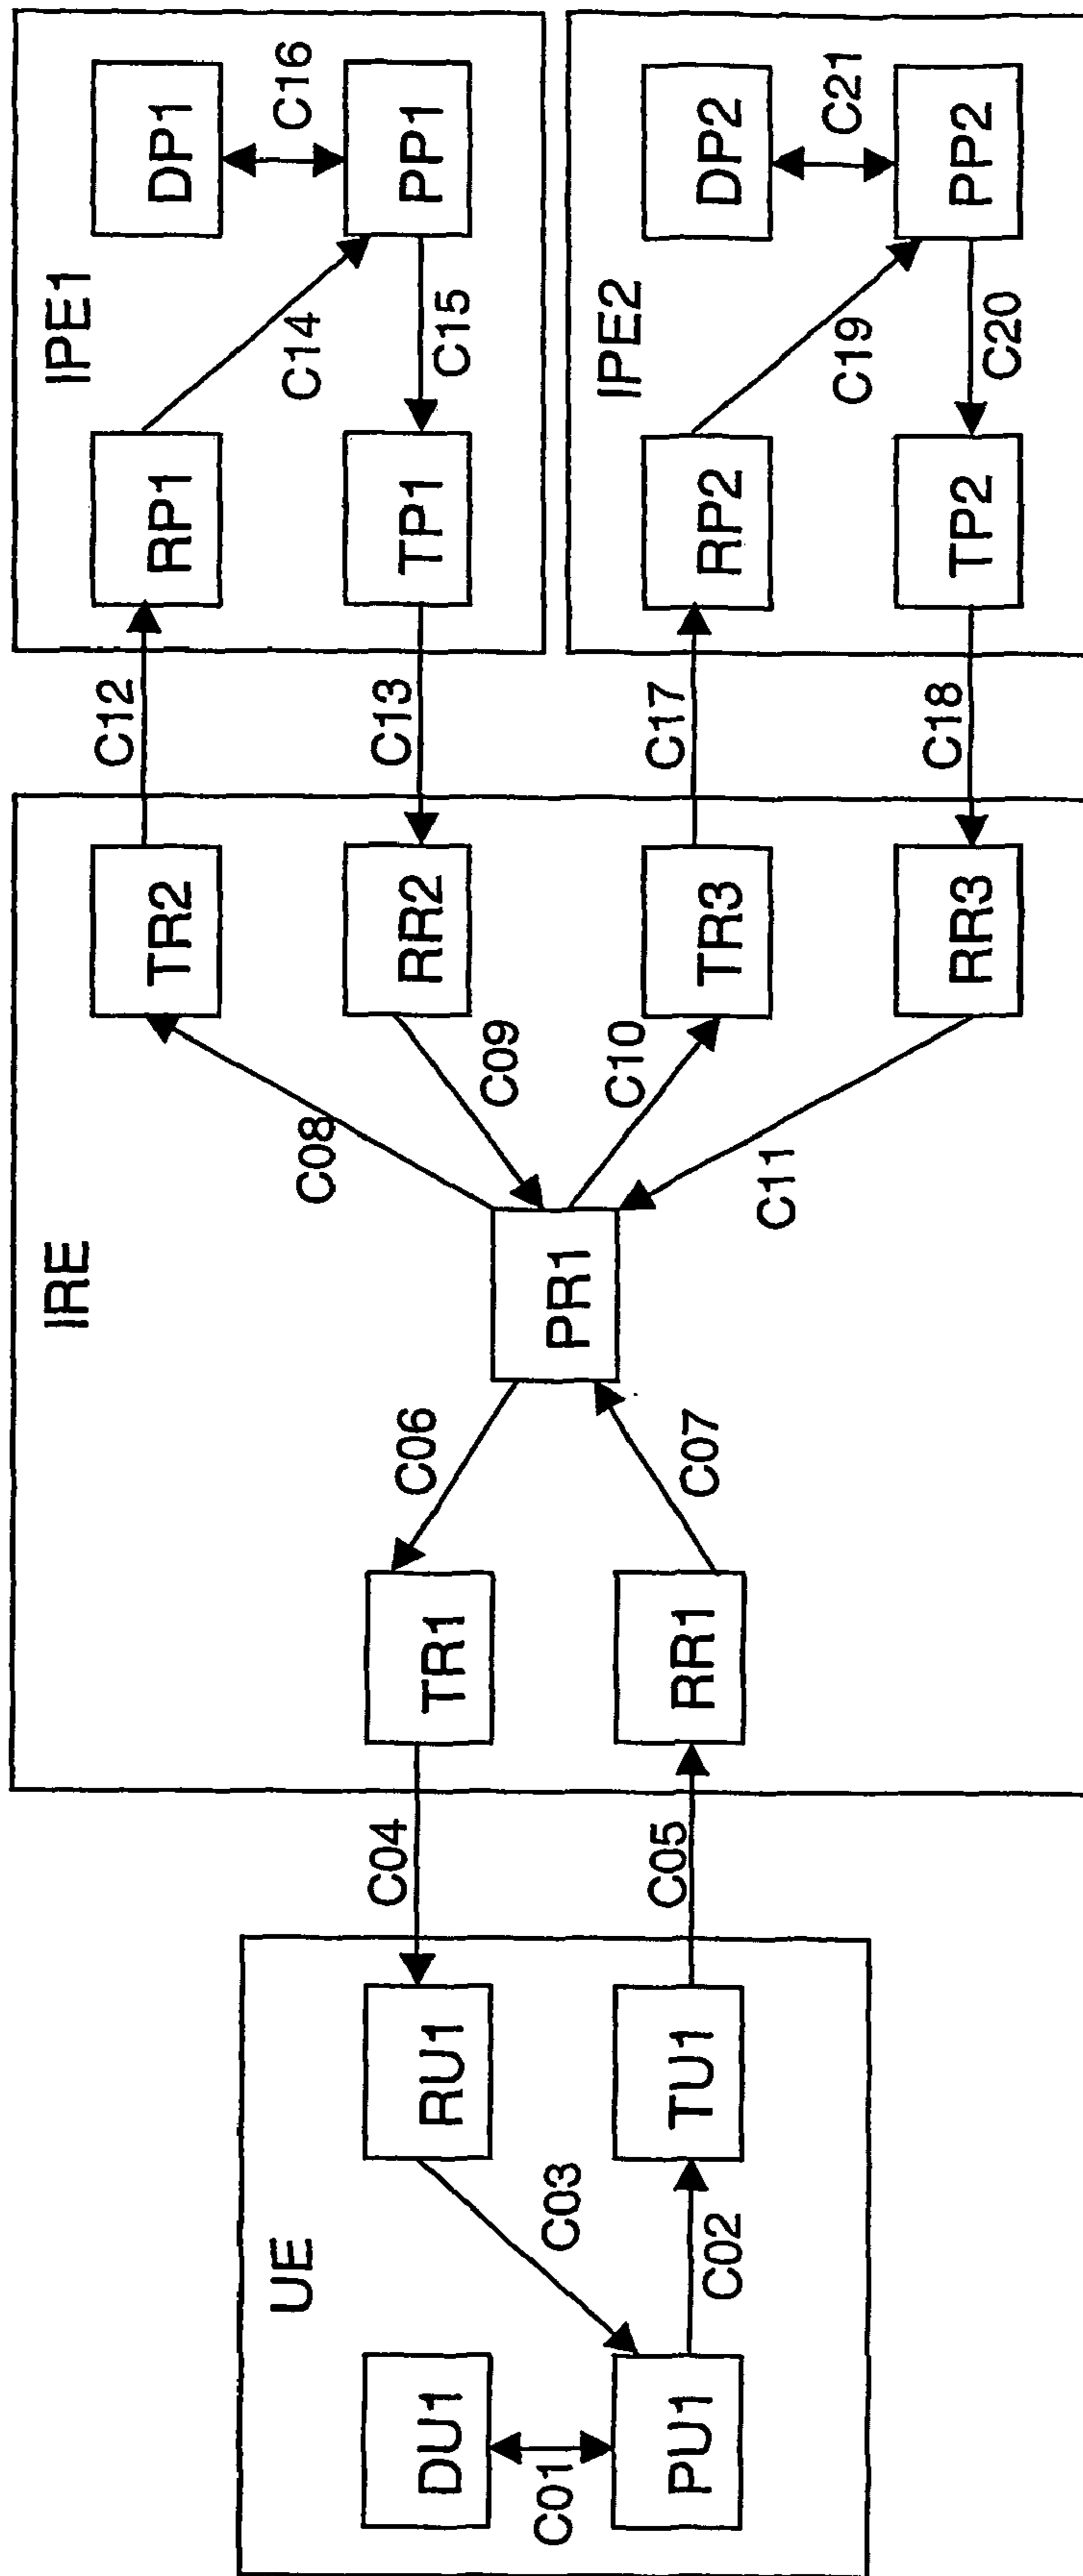 UE
DU1
C01
PU1
C02
C03
RU1
TU1
C04
C05
IRE
TR1
RR1
C06
C07
PR1
C08
C09
C10
C11
TR2
RR2
TR3
RR3
C12
C13
C17
C18
IPE1
RP1
TP1
C14
C15
DP1
C16
PP1
IPE2
RP2
TP2
C19
C20
DP2
C21
PP2